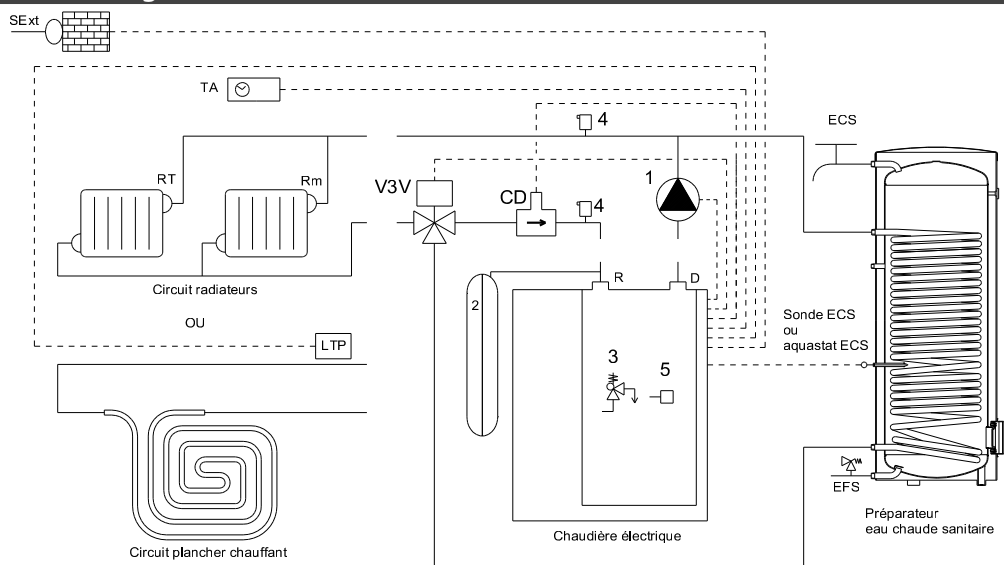 SExt
TA
4
ECS
RT
Rm
V3V
CD
4
1
Circuit radiateurs
R
D
2
OU
LTP
Sonde ECS
ou
aquastat ECS
3
5
EFS
Circuit plancher chauffant
Chaudière électrique
Préparateur
eau chaude sanitaire